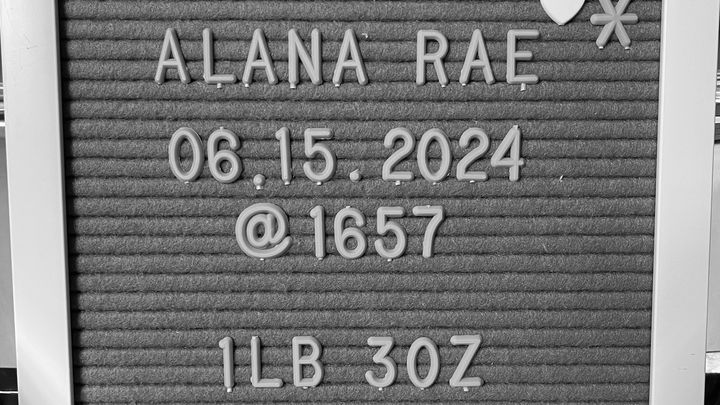 ALANA RAE
06.15.2024
@1657
1LB 3OZ